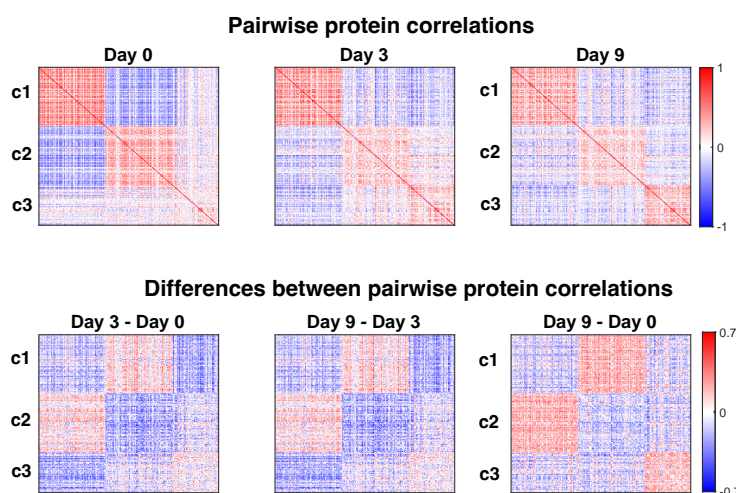 Pairwise protein correlations
Day 0 Day 3 Day 9
c1 c1 c1 1
c2 c2 c2 0
c3 c3 c3 -1
Differences between pairwise protein correlations
Day 3 - Day 0 Day 9 - Day 3 Day 9 - Day 0
c1 c1 c1 0.7
c2 c2 c2 0
c3 c3 c3